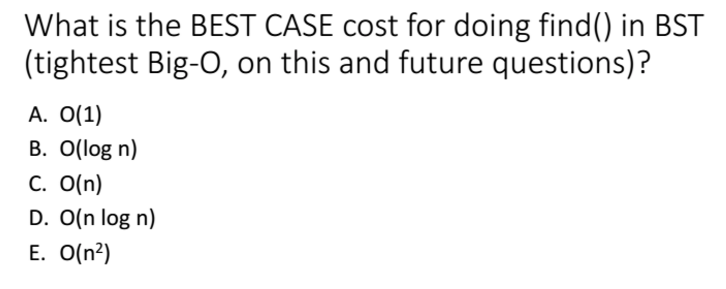 What is the BEST CASE cost for doing find() in BST
(tightest Big-O, on this and future questions)?
A. O(1)
B. O(log n)
C. O(n)
D. O(n log n)
E. O(n²)